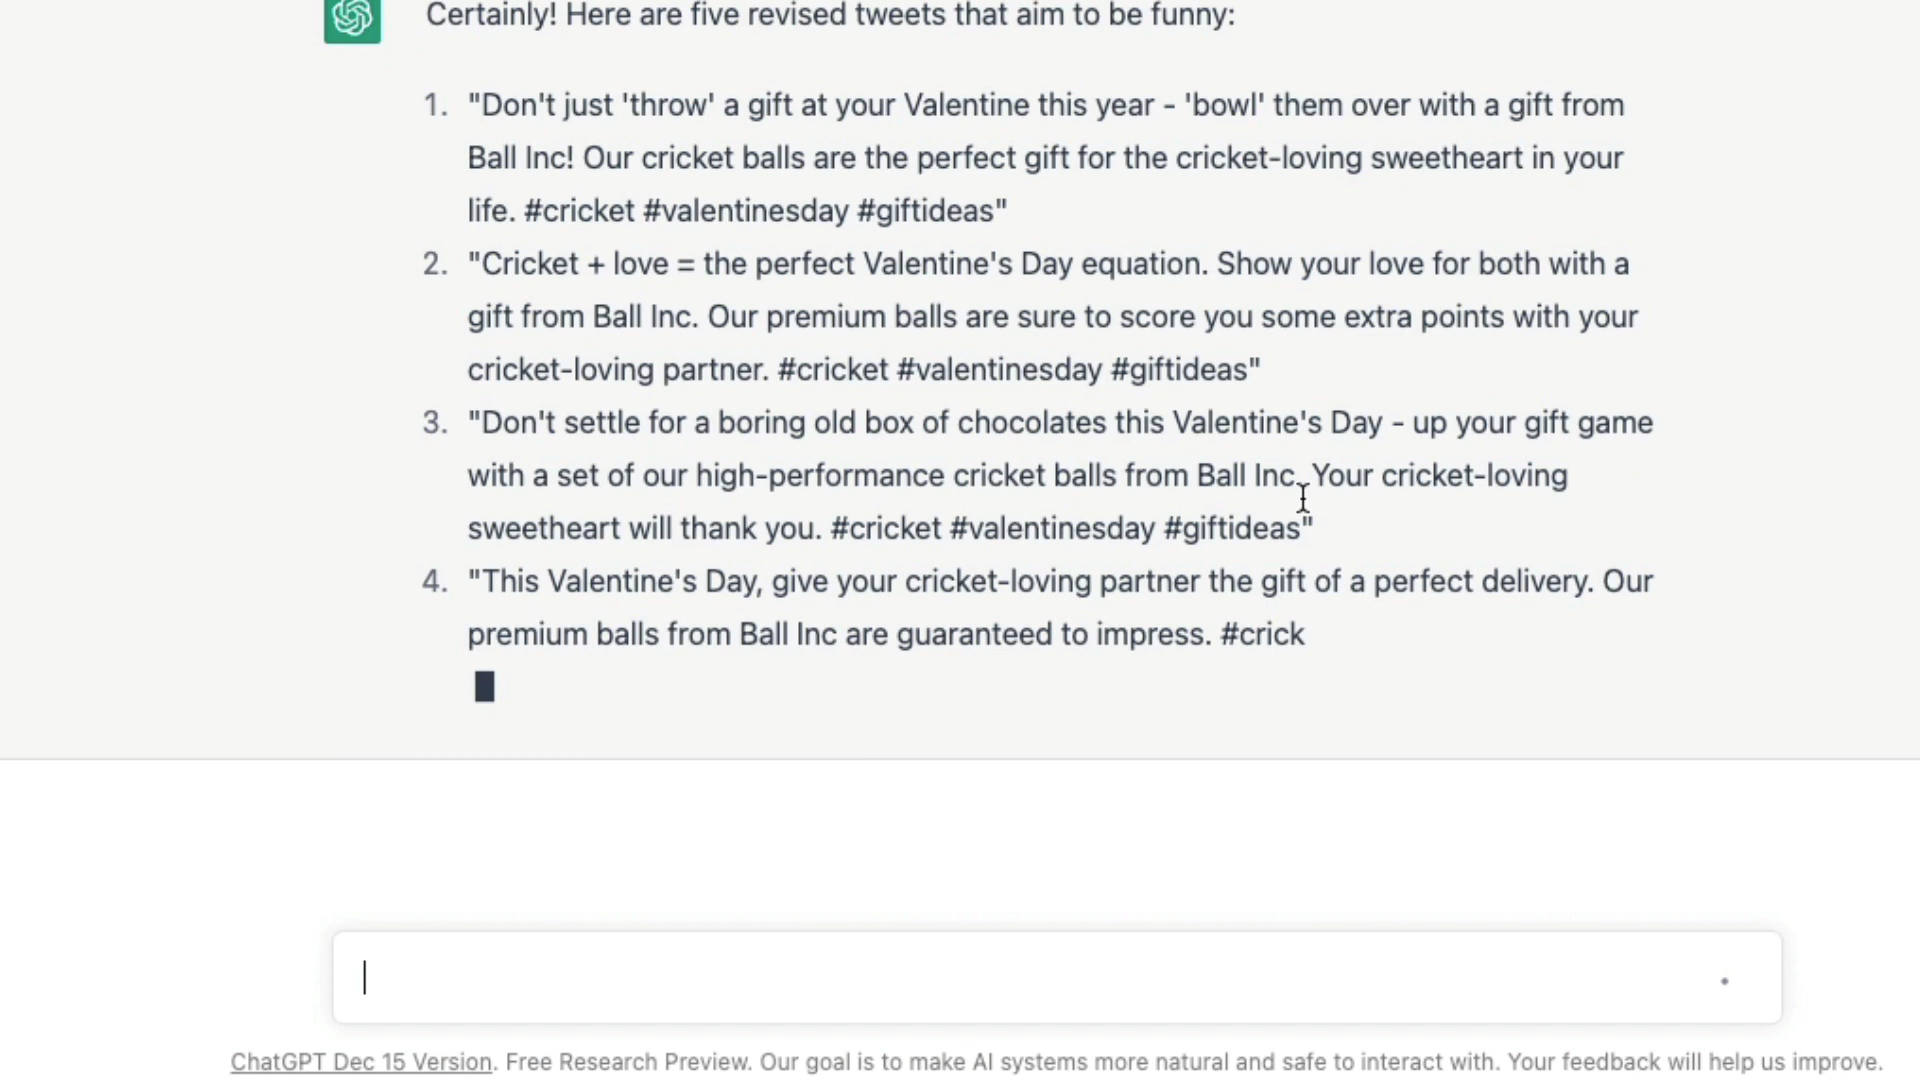 Certainly! Here are five revised tweets that aim to be funny:
1. "Don't just 'throw' a gift at your Valentine this year - 'bowl' them over with a gift from
Ball Inc! Our cricket balls are the perfect gift for the cricket-loving sweetheart in your
life. #cricket #valentinesday #giftideas"
2. "Cricket + love = the perfect Valentine's Day equation. Show your love for both with a
gift from Ball Inc. Our premium balls are sure to score you some extra points with your
cricket-loving partner. #cricket #valentinesday #giftideas"
3. "Don't settle for a boring old box of chocolates this Valentine's Day - up your gift game
with a set of our high-performance cricket balls from Ball Inc. Your cricket-loving
sweetheart will thank you. #cricket #valentinesday #giftideas"
4. "This Valentine's Day, give your cricket-loving partner the gift of a perfect delivery. Our
premium balls from Ball Inc are guaranteed to impress. #crick
ChatGPT Dec 15 Version. Free Research Preview. Our goal is to make AI systems more natural and safe to interact with. Your feedback will help us improve.